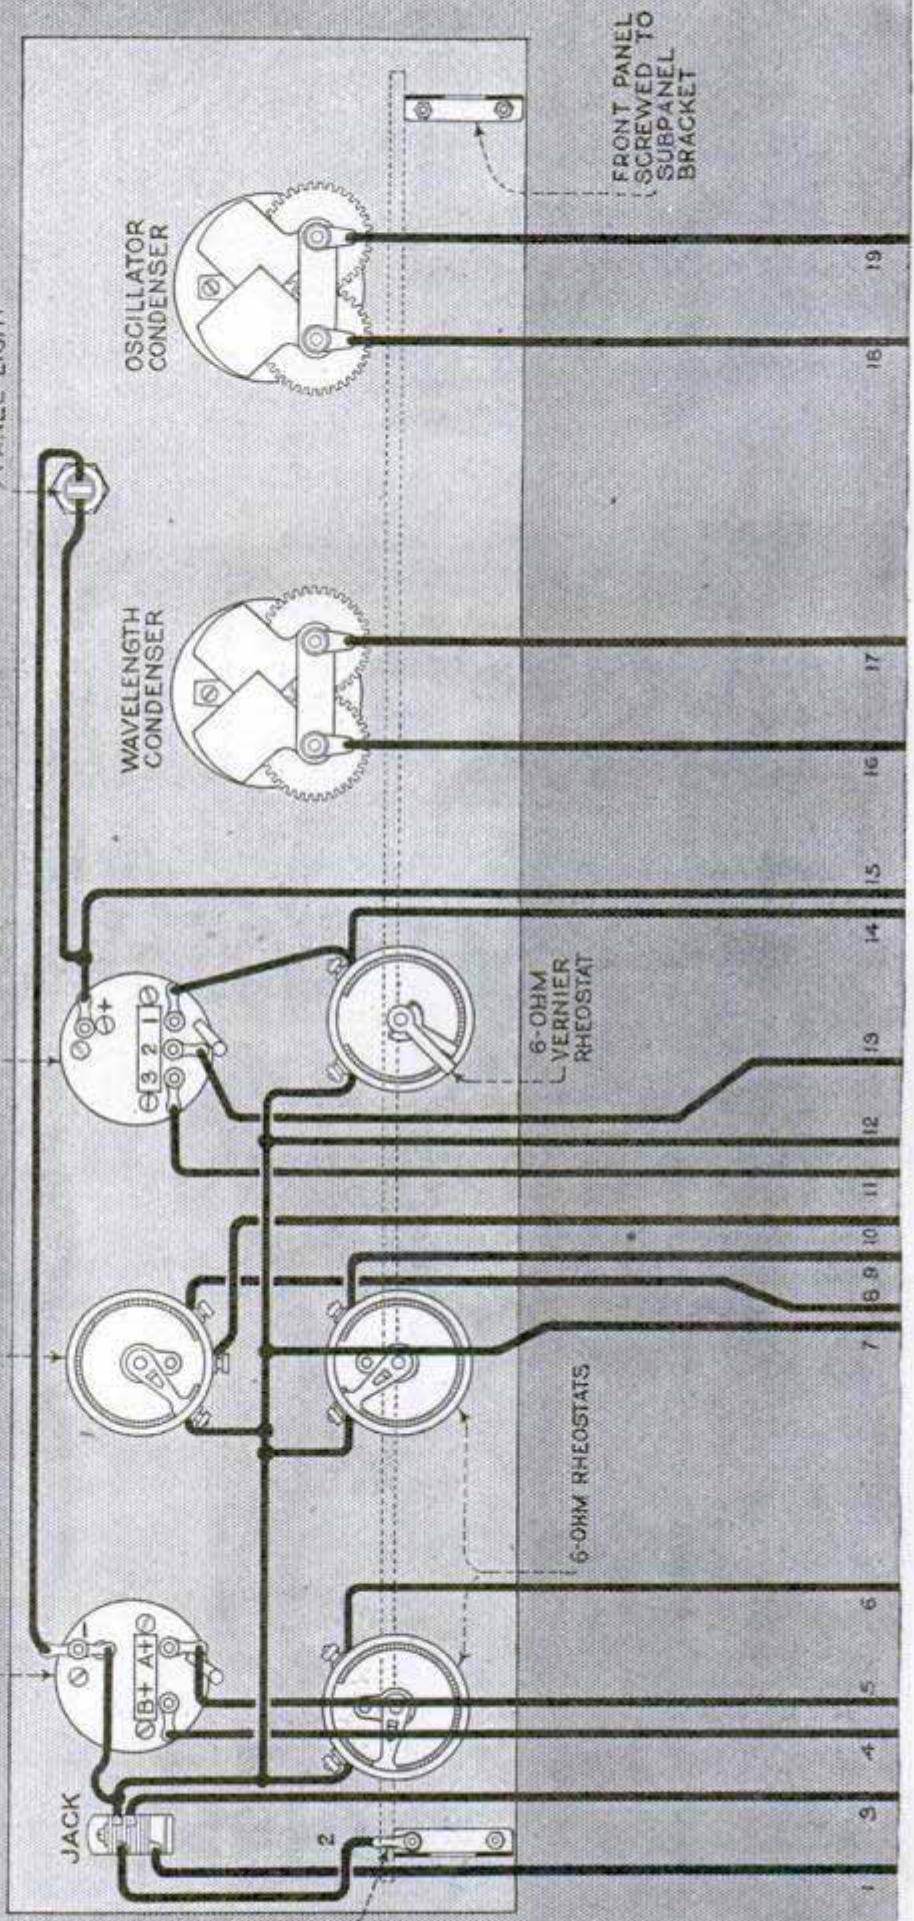 OSCILLATOR
CONDENSER
FRONT PANEL
SCREWED TO
SUBPANEL
BRACKET
WAVELENGTH
CONDENSER
+
3 2 1
6-OHM
VERNIER
RHEOSTAT
6-OHM RHEOSTATS
-
B+ A+
JACK
2
1 3 4 5 6 7 8 9 10 11 12 13 14 15 16 17 18 19